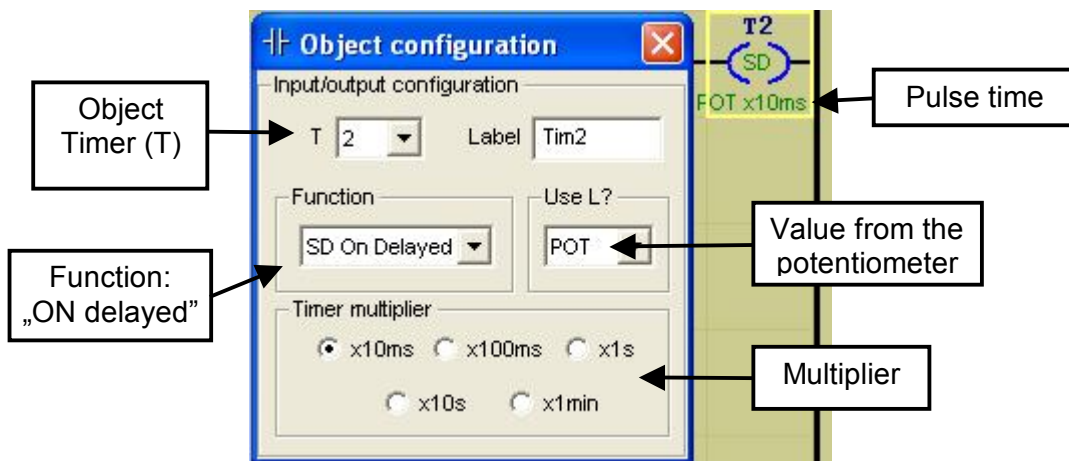 Object configuration
T2
SD
POT x10ms
Pulse time
Input/output configuration
Object
Timer (T)
T 2 Label Tim2
Function
Use L?
SD On Delayed
POT
Value from the
potentiometer
Function:
„ON delayed”
Timer multiplier
x10ms x100ms x1s
Multiplier
x10s x1min